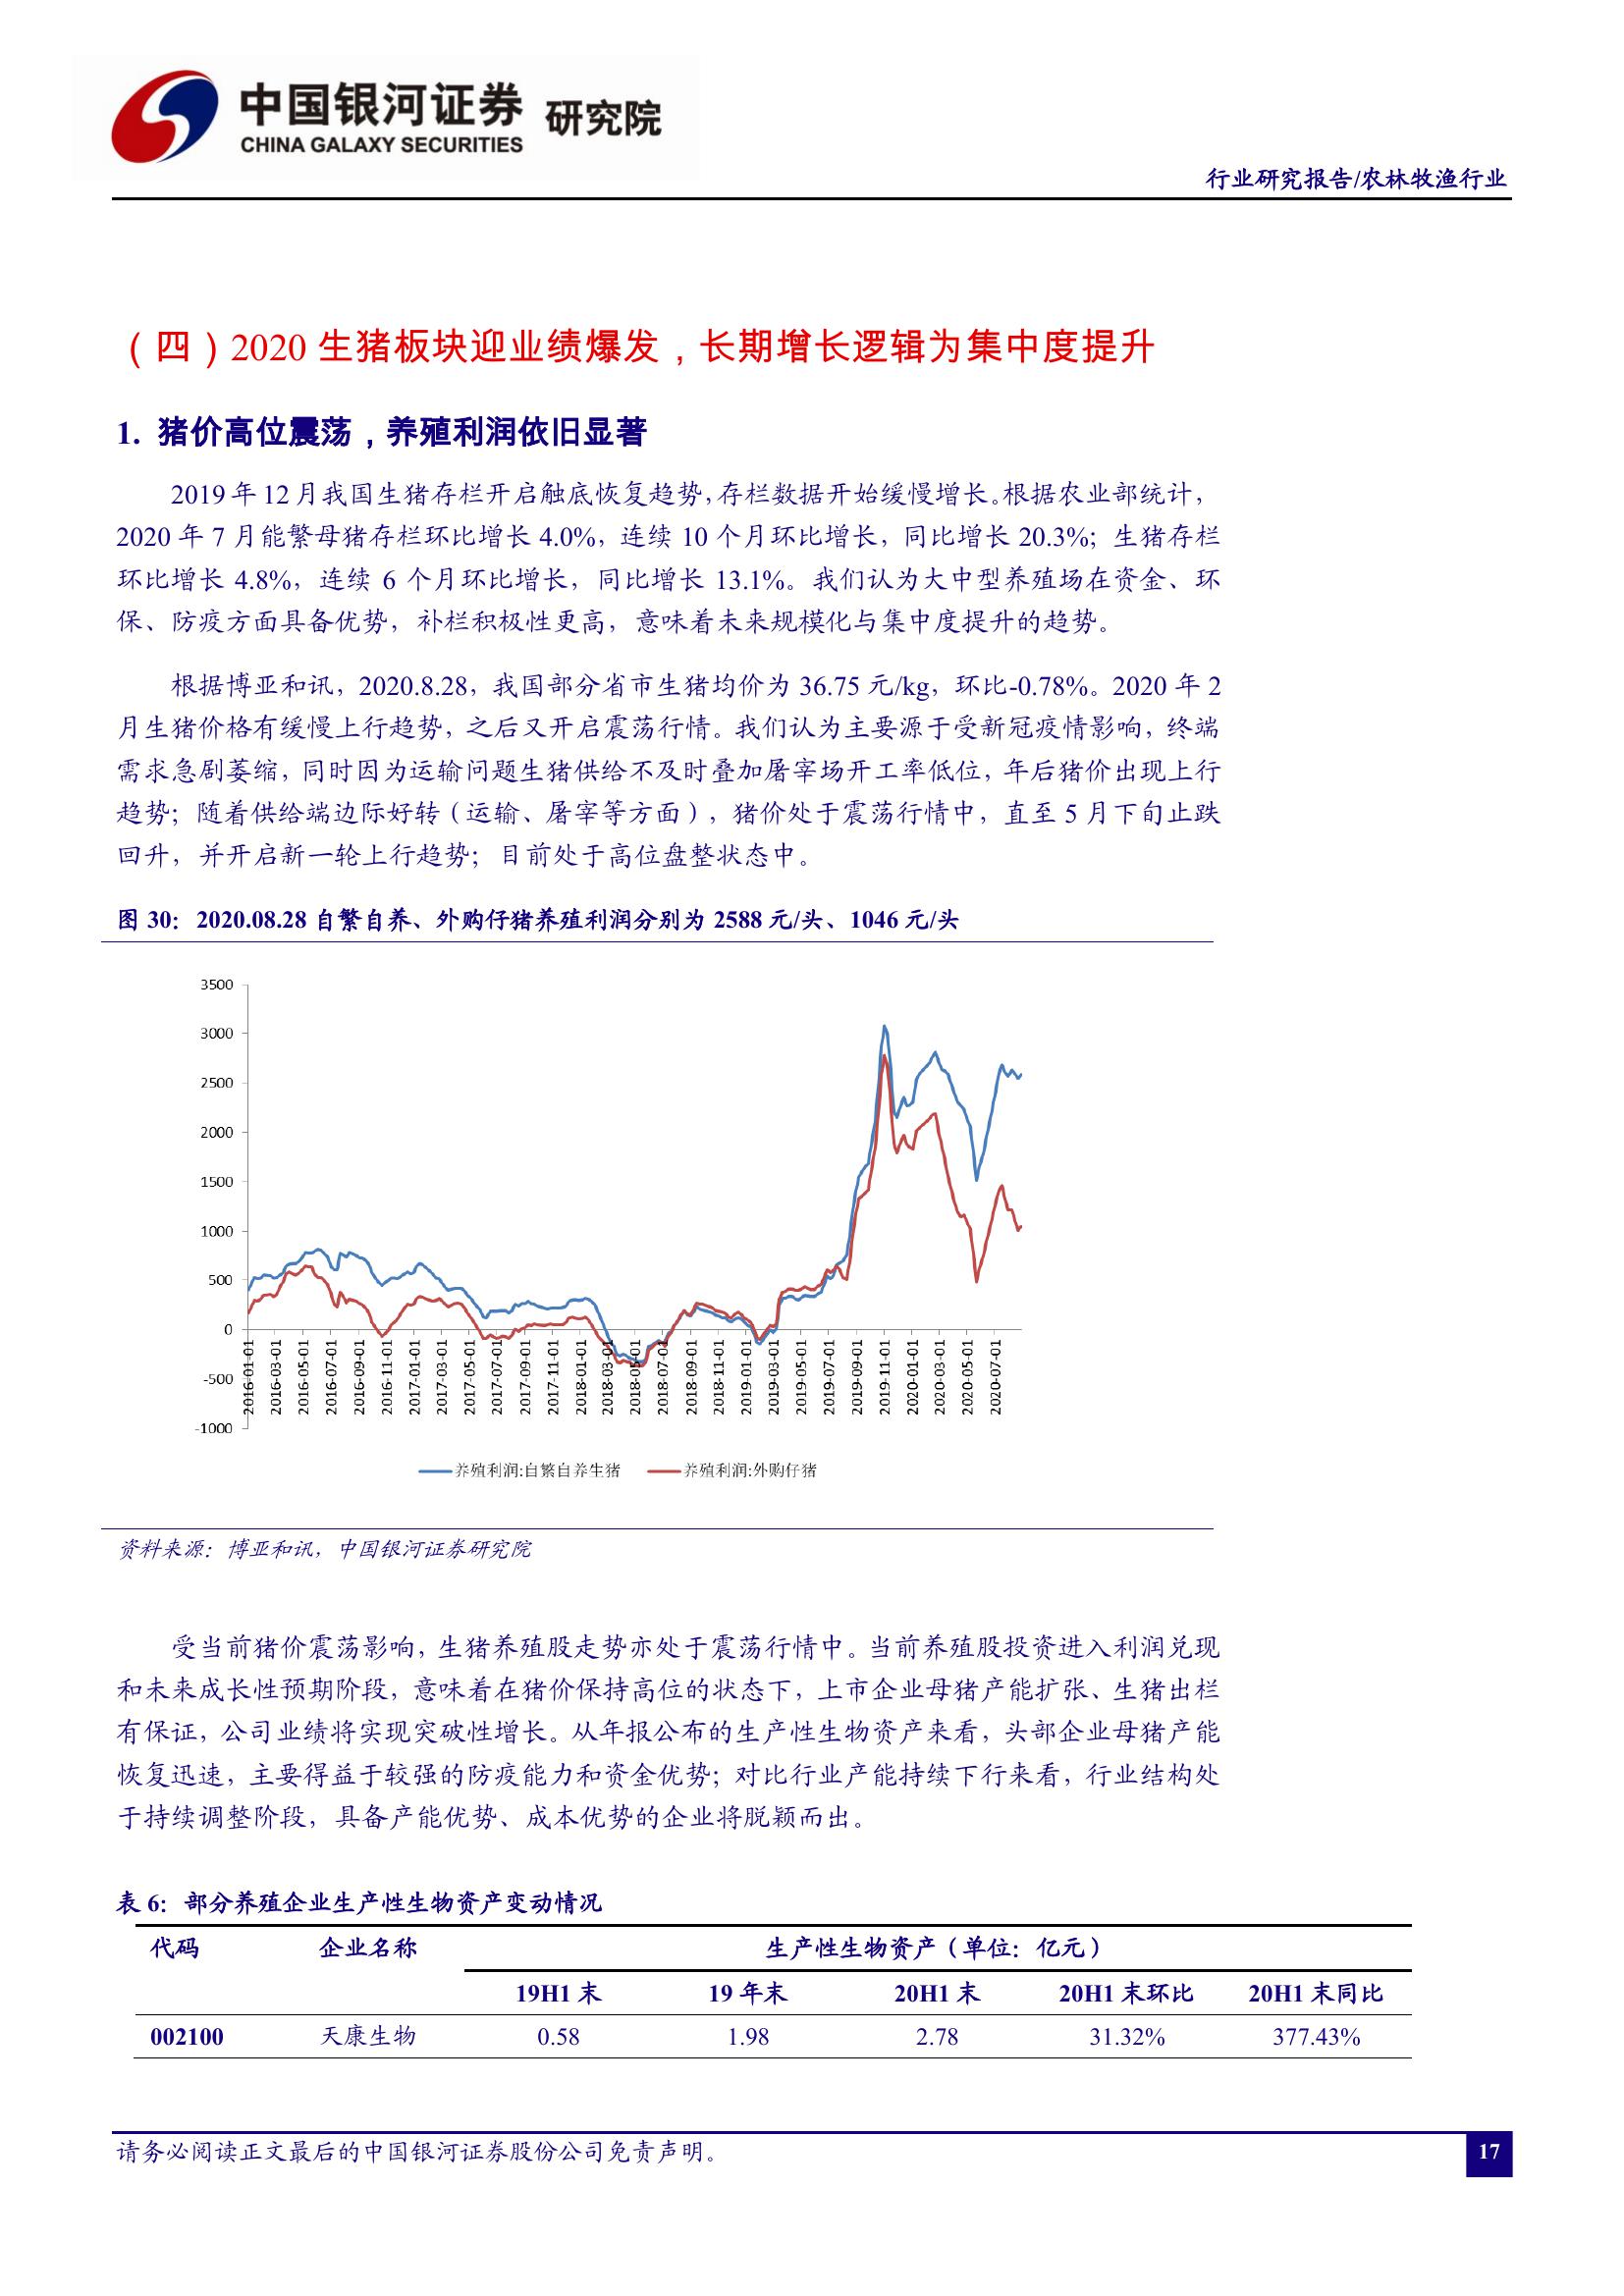 中国银河证券 研究院
CHINA GALAXY SECURITIES
行业研究报告/农林牧渔行业
（四）2020 生猪板块迎业绩爆发，长期增长逻辑为集中度提升
1. 猪价高位震荡，养殖利润依旧显著
2019 年 12 月我国生猪存栏开启触底恢复趋势，存栏数据开始缓慢增长。根据农业部统计，
2020 年 7 月能繁母猪存栏环比增长 4.0%，连续 10 个月环比增长，同比增长 20.3%；生猪存栏
环比增长 4.8%，连续 6 个月环比增长，同比增长 13.1%。我们认为大中型养殖场在资金、环
保、防疫方面具备优势，补栏积极性更高，意味着未来规模化与集中度提升的趋势。
根据博亚和讯，2020.8.28，我国部分省市生猪均价为 36.75 元/kg，环比-0.78%。2020 年 2
月生猪价格有缓慢上行趋势，之后又开启震荡行情。我们认为主要源于受新冠疫情影响，终端
需求急剧萎缩，同时因为运输问题生猪供给不及时叠加屠宰场开工率低位，年后猪价出现上行
趋势；随着供给端边际好转（运输、屠宰等方面），猪价处于震荡行情中，直至 5 月下旬止跌
回升，并开启新一轮上行趋势；目前处于高位盘整状态中。
图 30：2020.08.28 自繁自养、外购仔猪养殖利润分别为 2588 元/头、1046 元/头
3500
3000
2500
2000
1500
1000
500
0
-500
-1000
2016-01-01
2016-03-01
2016-05-01
2016-07-01
2016-09-01
2016-11-01
2017-01-01
2017-03-01
2017-05-01
2017-07-01
2017-09-01
2017-11-01
2018-01-01
2018-03-01
2018-05-01
2018-07-01
2018-09-01
2018-11-01
2019-01-01
2019-03-01
2019-05-01
2019-07-01
2019-09-01
2019-11-01
2020-01-01
2020-03-01
2020-05-01
2020-07-01
养殖利润:自繁自养生猪 养殖利润:外购仔猪
资料来源：博亚和讯，中国银河证券研究院
受当前猪价震荡影响，生猪养殖股走势亦处于震荡行情中。当前养殖股投资进入利润兑现
和未来成长性预期阶段，意味着在猪价保持高位的状态下，上市企业母猪产能扩张、生猪出栏
有保证，公司业绩将实现突破性增长。从年报公布的生产性生物资产来看，头部企业母猪产能
恢复迅速，主要得益于较强的防疫能力和资金优势；对比行业产能持续下行来看，行业结构处
于持续调整阶段，具备产能优势、成本优势的企业将脱颖而出。
表 6：部分养殖企业生产性生物资产变动情况
代码 企业名称 生产性生物资产（单位：亿元）
19H1 末 19 年末 20H1 末 20H1 末环比 20H1 末同比
002100 天康生物 0.58 1.98 2.78 31.32% 377.43%
请务必阅读正文最后的中国银河证券股份公司免责声明。
17